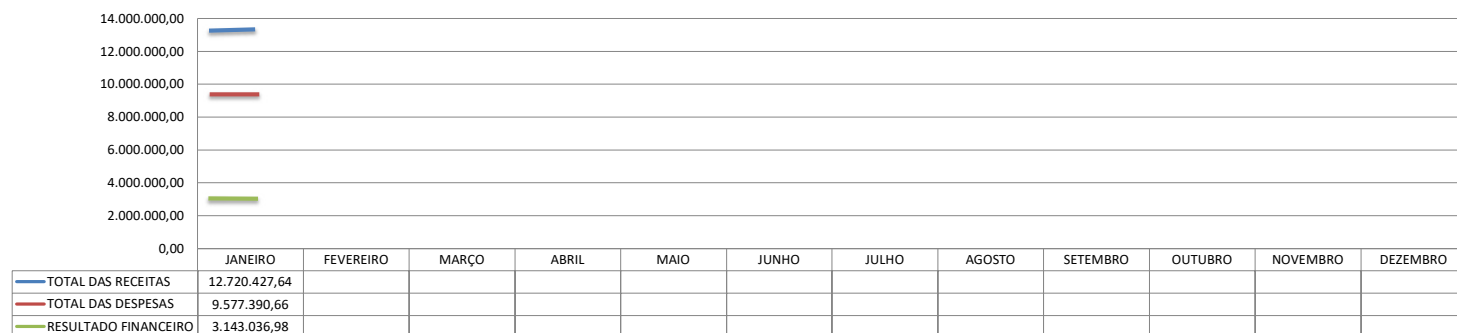 14.000.000,00
12.000.000,00
10.000.000,00
8.000.000,00
6.000.000,00
4.000.000,00
2.000.000,00
0,00
JANEIRO FEVEREIRO MARÇO ABRIL MAIO JUNHO JULHO AGOSTO SETEMBRO OUTUBRO NOVEMBRO DEZEMBRO
TOTAL DAS RECEITAS 12.720.427,64
TOTAL DAS DESPESAS 9.577.390,66
RESULTADO FINANCEIRO 3.143.036,98